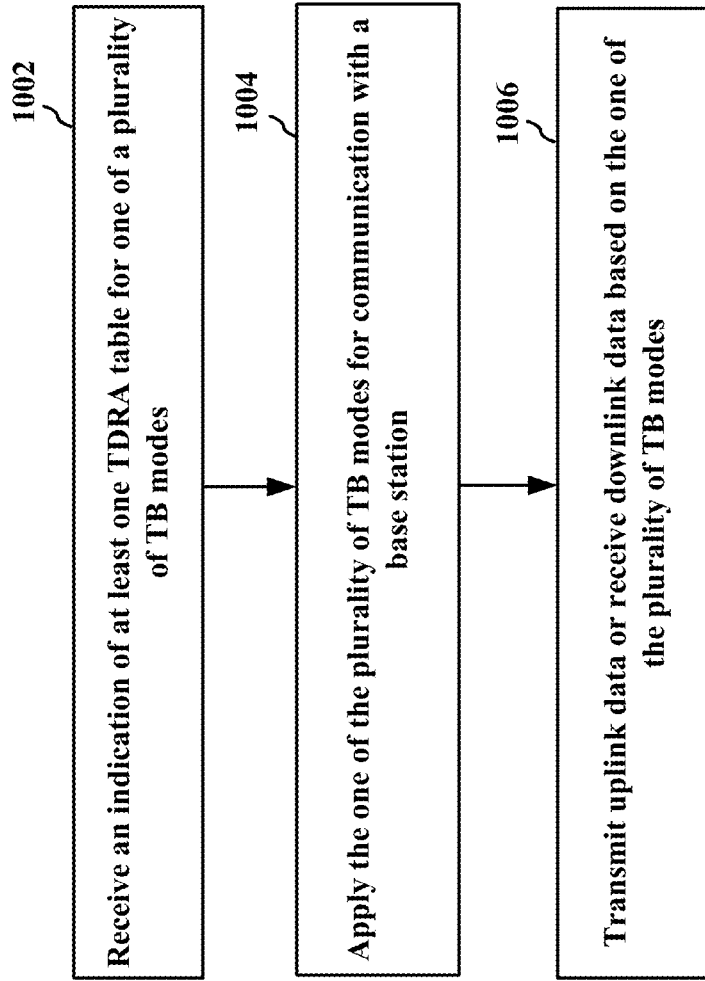 1002
Receive an indication of at least one TDRA table for one of a plurality
of TB modes
1004
Apply the one of the plurality of TB modes for communication with a
base station
1006
Transmit uplink data or receive downlink data based on the one of
the plurality of TB modes